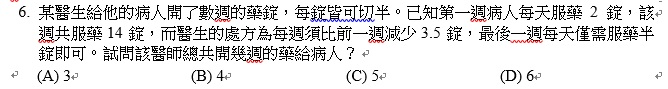 6. 某醫生給他的病人開了數週的藥錠,每錠皆可切半。已知第一週病人每天服藥 2 錠,該
週共服藥 14 錠,而醫生的處方為每週須比前一週減少 3.5 錠,最後一週每天僅需服藥半
錠即可。試問該醫師總共開幾週的藥給病人?
(A) 3 (B) 4 (C) 5 (D) 6